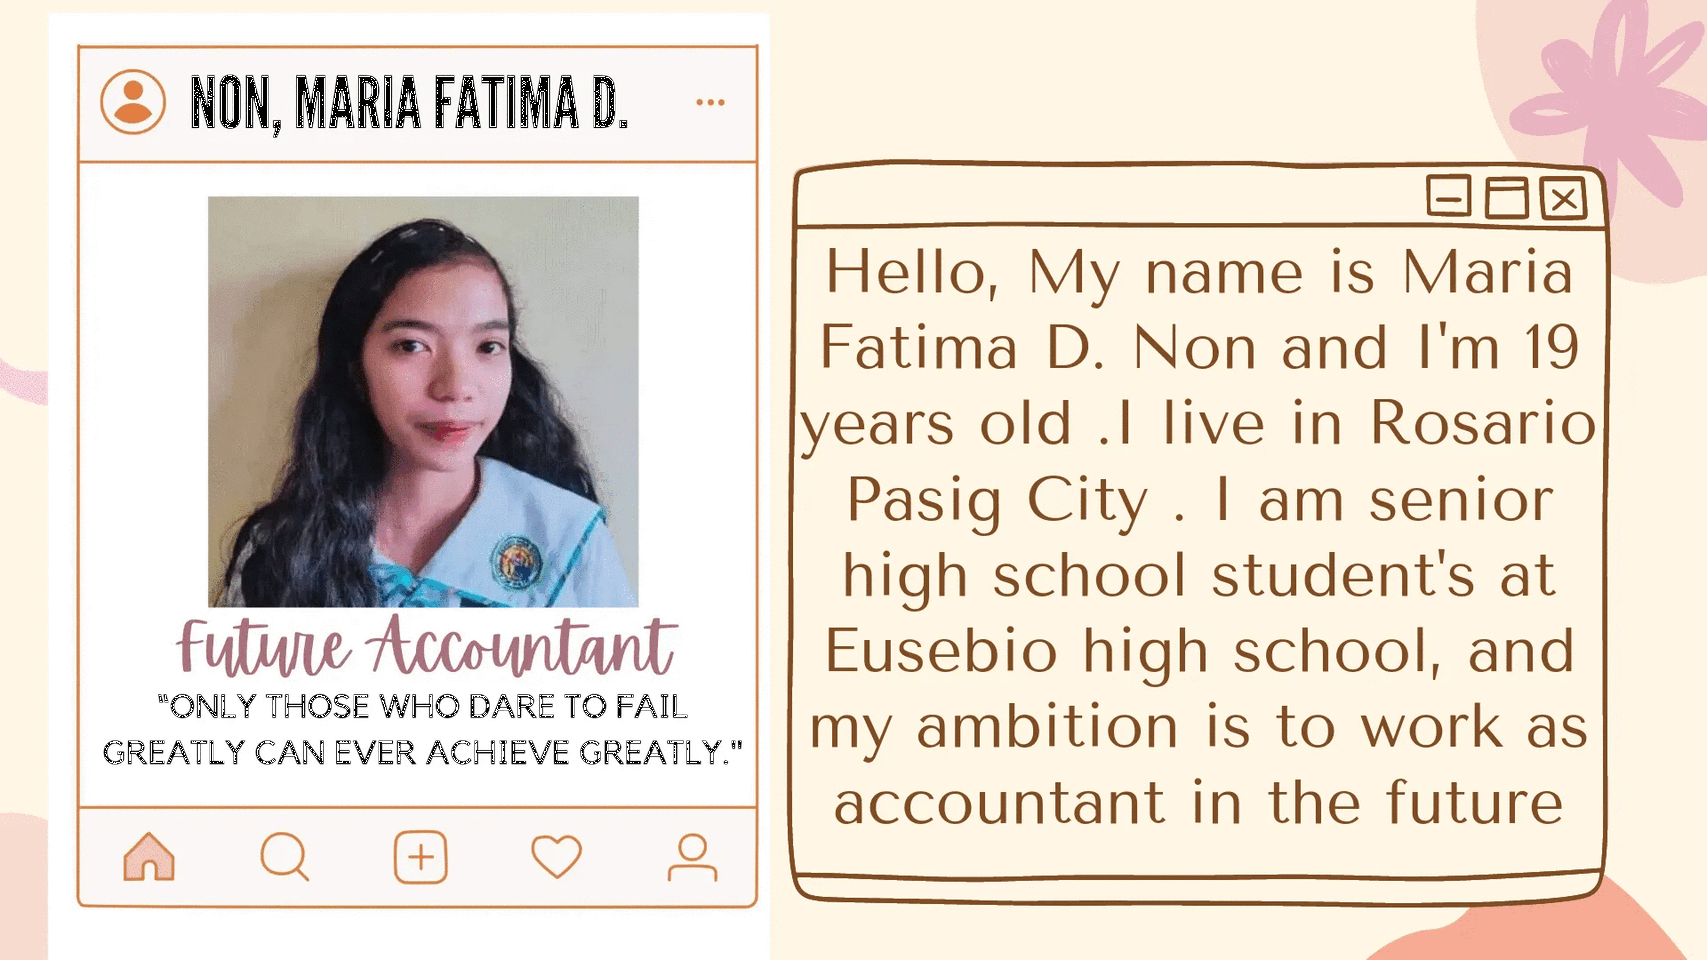 NON, MARIA FATIMA D.
Future Accountant
"ONLY THOSE WHO DARE TO FAIL
GREATLY CAN EVER ACHIEVE GREATLY."
Hello, My name is Maria
Fatima D. Non and I'm 19
years old .I live in Rosario
Pasig City . I am senior
high school student's at
Eusebio high school, and
my ambition is to work as
accountant in the future